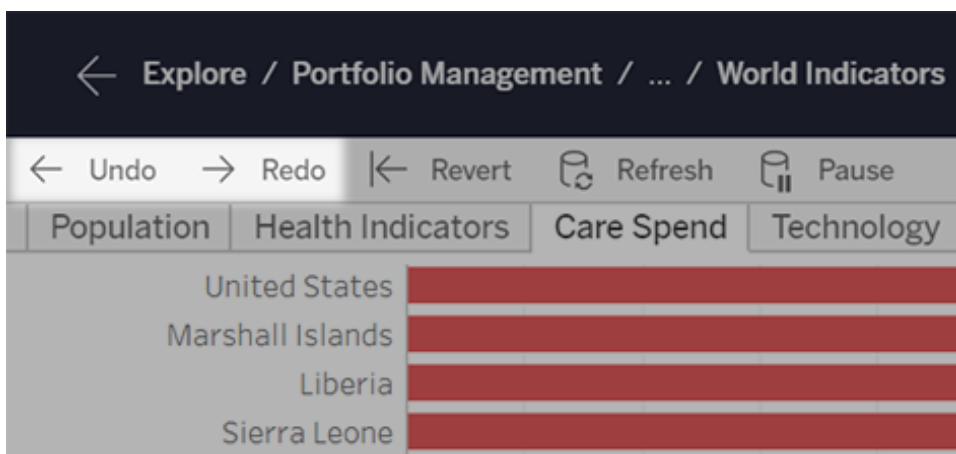 Explore / Portfolio Management / ... / World Indicators
Undo Redo Revert Refresh Pause
Population Health Indicators Care Spend Technology
United States
Marshall Islands
Liberia
Sierra Leone